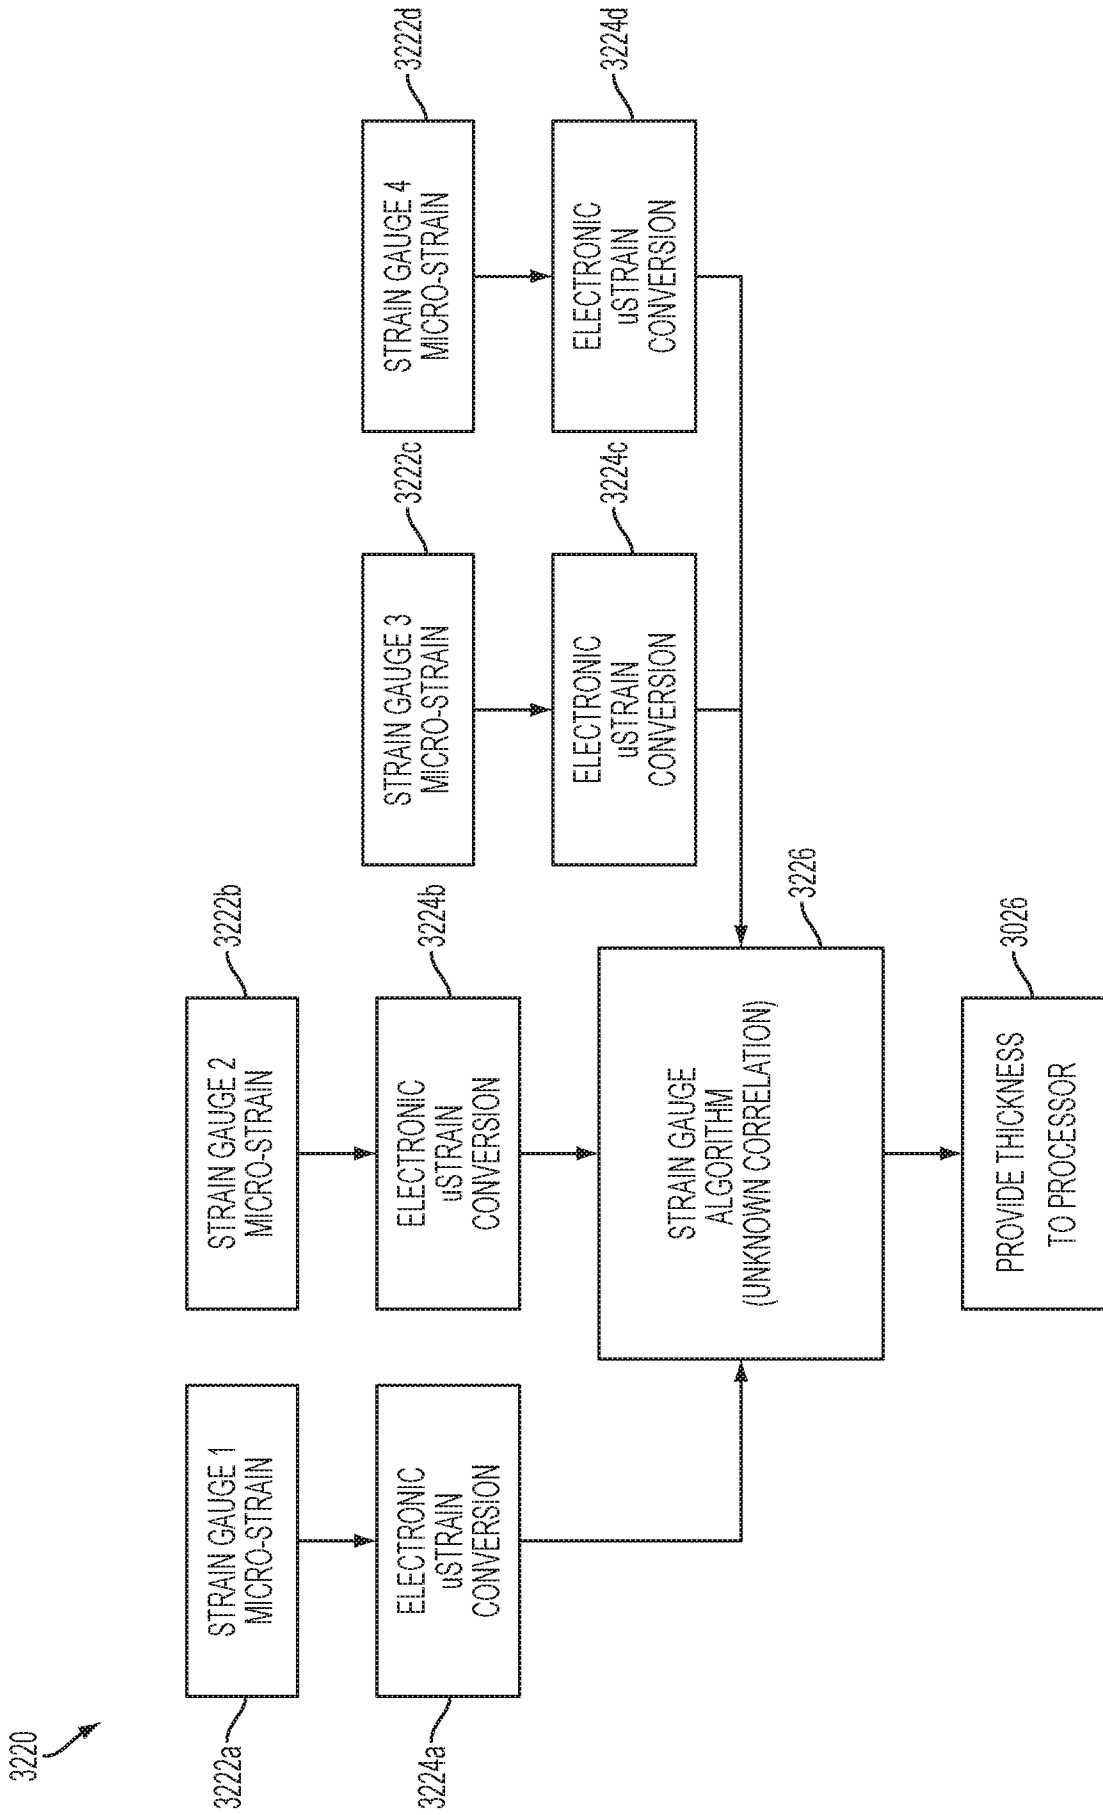 3220
3222a
STRAIN GAUGE 1
MICRO-STRAIN
3222b
STRAIN GAUGE 2
MICRO-STRAIN
3222c
STRAIN GAUGE 3
MICRO-STRAIN
3222d
STRAIN GAUGE 4
MICRO-STRAIN
3224a
ELECTRONIC
uSTRAIN
CONVERSION
3224b
ELECTRONIC
uSTRAIN
CONVERSION
3224c
ELECTRONIC
uSTRAIN
CONVERSION
3224d
ELECTRONIC
uSTRAIN
CONVERSION
3226
STRAIN GAUGE
ALGORITHM
(UNKNOWN CORRELATION)
3026
PROVIDE THICKNESS
TO PROCESSOR